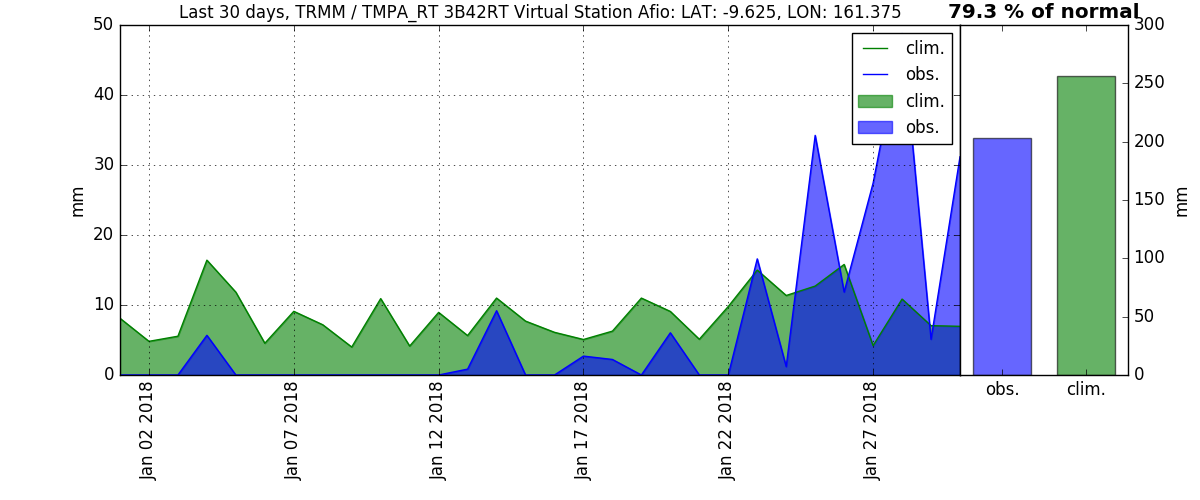 Last 30 days, TRMM / TMPA_RT 3B42RT Virtual Station Afio: LAT: -9.625, LON: 161.375
79.3 % of normal
50
40
30
20
10
0
mm
clim.
obs.
clim.
obs.
300
250
200
150
100
50
0
mm
Jan 02 2018
Jan 07 2018
Jan 12 2018
Jan 17 2018
Jan 22 2018
Jan 27 2018
obs.
clim.